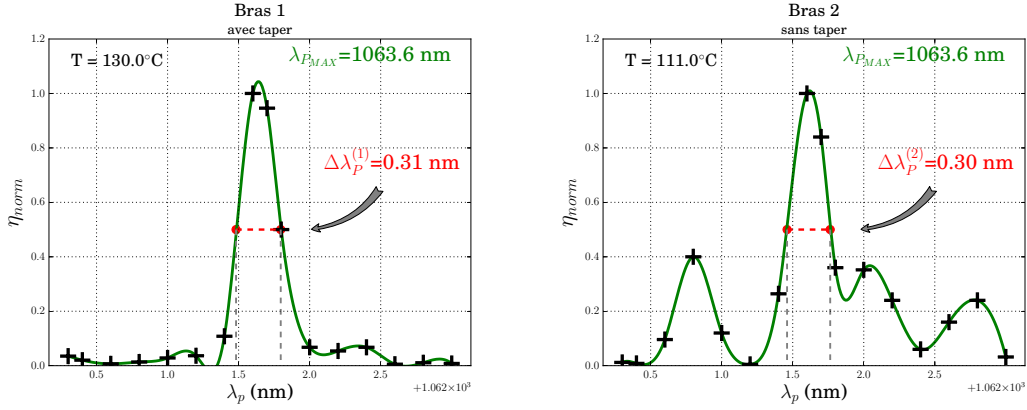 Bras 1
avec taper
T = 130.0°C
λ_{P_{MAX}}=1063.6 nm
Δλ_P^{(1)}=0.31 nm
η_{norm}
1.2
1.0
0.8
0.6
0.4
0.2
0.0
0.5
1.0
1.5
2.0
2.5
+1.062×10³
λ_p (nm)
Bras 2
sans taper
T = 111.0°C
λ_{P_{MAX}}=1063.6 nm
Δλ_P^{(2)}=0.30 nm
η_{norm}
1.2
1.0
0.8
0.6
0.4
0.2
0.0
0.5
1.0
1.5
2.0
2.5
+1.062×10³
λ_p (nm)